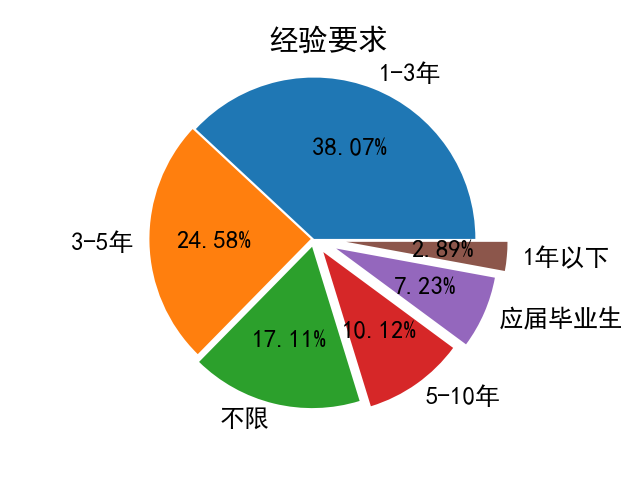 经验要求
1-3年
38.07%
3-5年
24.58%
2.89%
1年以下
7.23%
应届毕业生
17.11%
10.12%
5-10年
不限